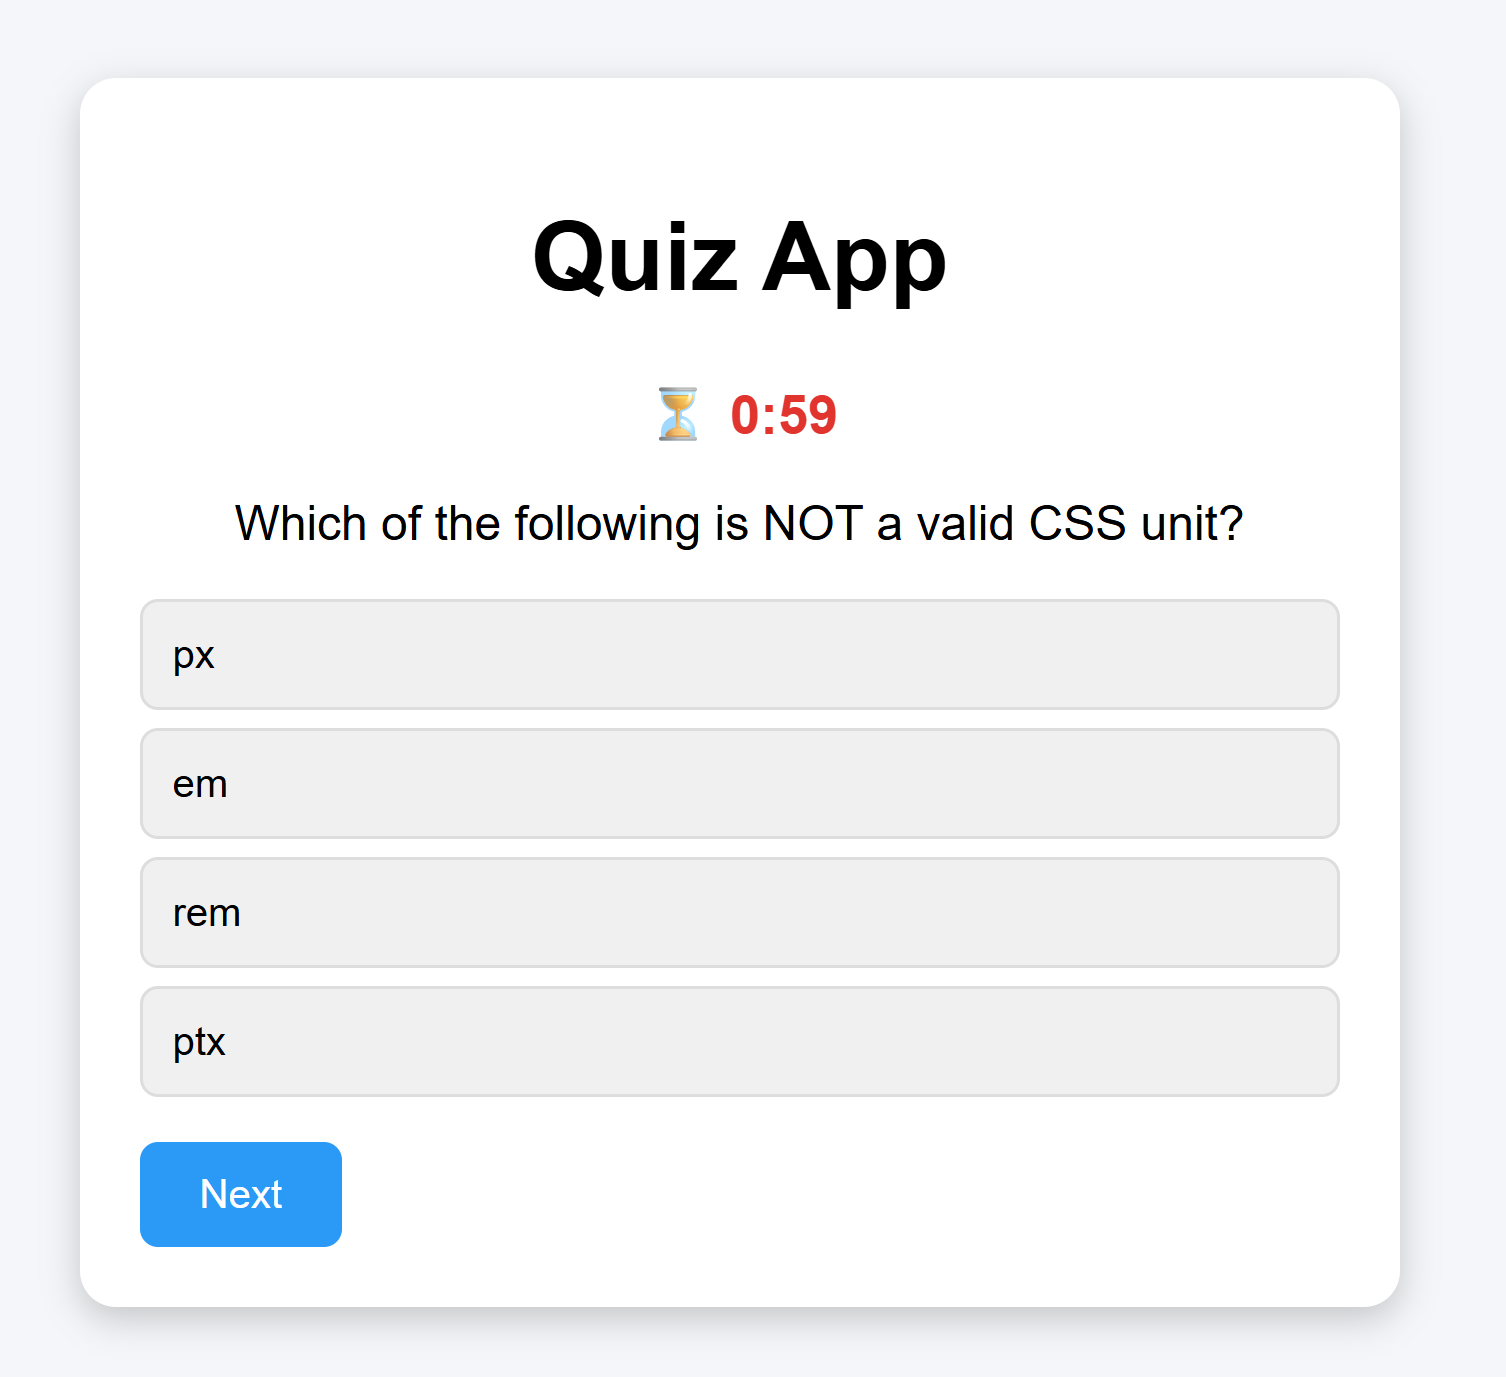 Quiz App
⏳ 0:59
Which of the following is NOT a valid CSS unit?
px
em
rem
ptx
Next